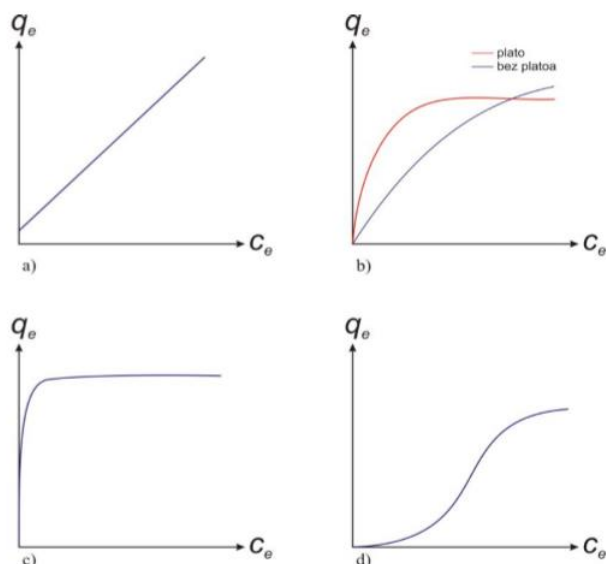 qₑ
qₑ
plato
bez platoa
Cₑ
Cₑ
a)
b)
qₑ
qₑ
Cₑ
Cₑ
c)
d)